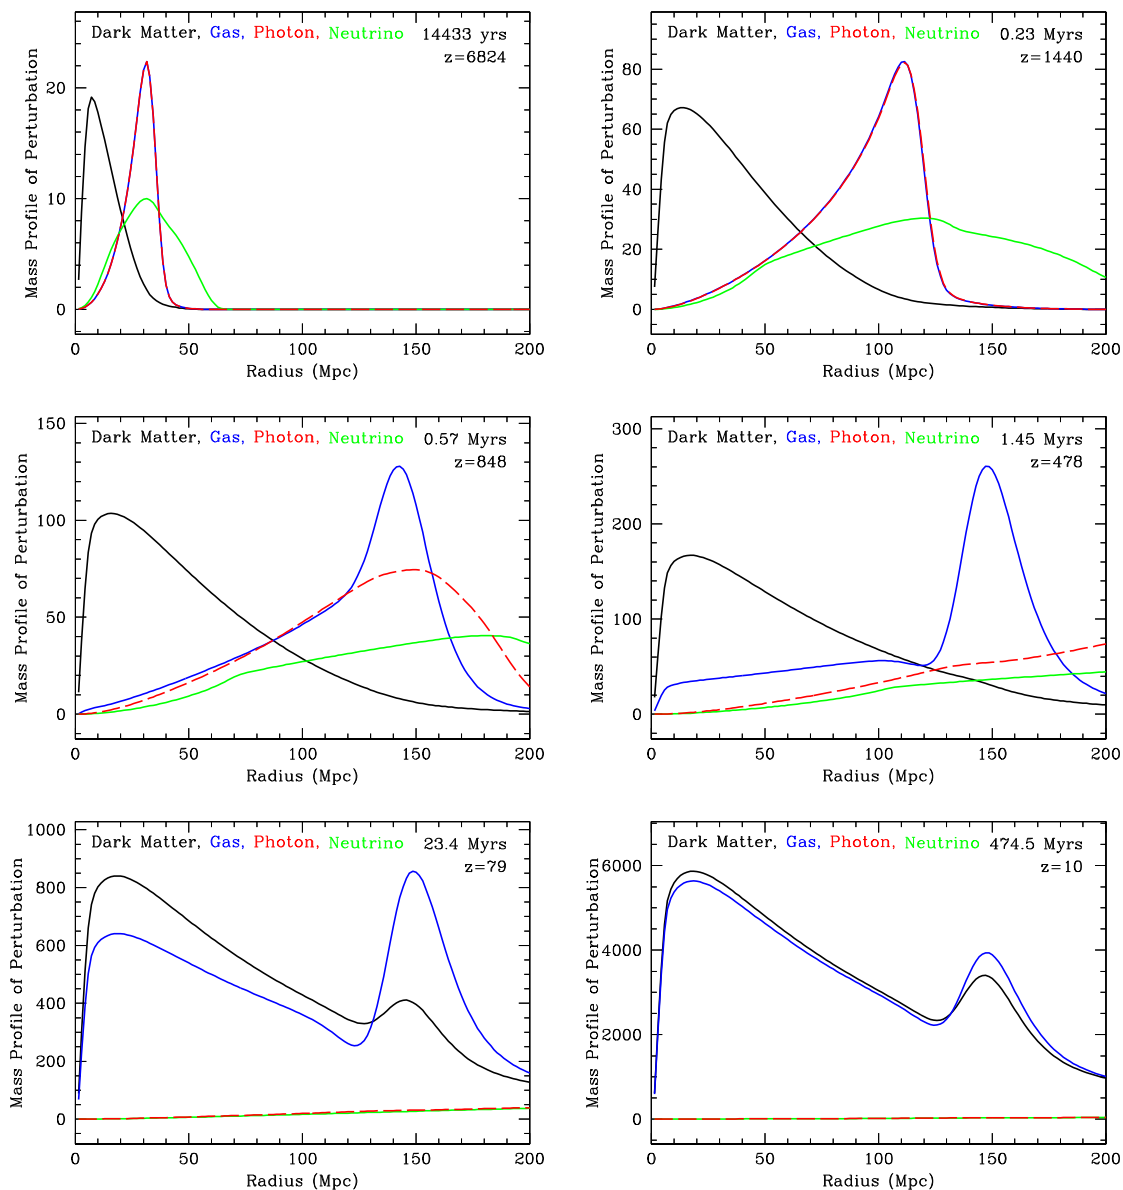 Dark Matter, Gas, Photon, Neutrino 14433 yrs
z=6824
Mass Profile of Perturbation
20
10
0
0 50 100 150 200
Radius (Mpc)
Dark Matter, Gas, Photon, Neutrino 0.23 Myrs
z=1440
Mass Profile of Perturbation
80
60
40
20
0
0 50 100 150 200
Radius (Mpc)
Dark Matter, Gas, Photon, Neutrino 0.57 Myrs
z=848
Mass Profile of Perturbation
150
100
50
0
0 50 100 150 200
Radius (Mpc)
Dark Matter, Gas, Photon, Neutrino 1.45 Myrs
z=478
Mass Profile of Perturbation
300
200
100
0
0 50 100 150 200
Radius (Mpc)
Dark Matter, Gas, Photon, Neutrino 23.4 Myrs
z=79
Mass Profile of Perturbation
1000
800
600
400
200
0
0 50 100 150 200
Radius (Mpc)
Dark Matter, Gas, Photon, Neutrino 474.5 Myrs
z=10
Mass Profile of Perturbation
6000
4000
2000
0
0 50 100 150 200
Radius (Mpc)